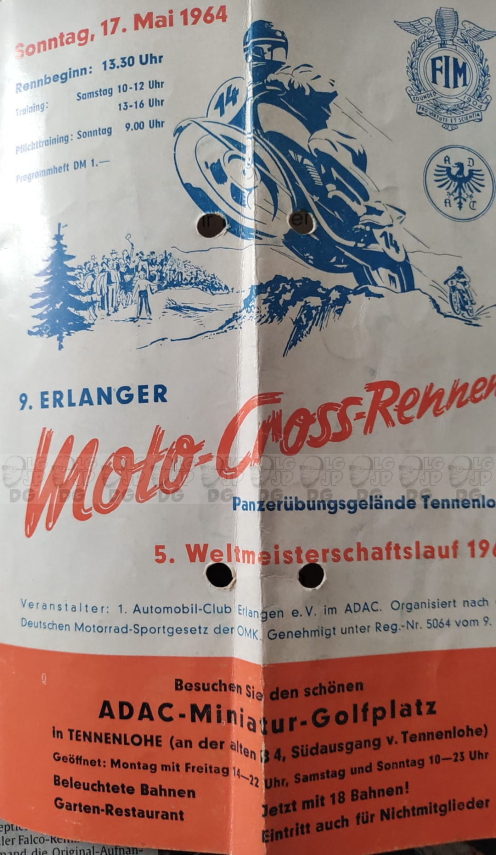 Sonntag, 17. Mai 1964
Rennbeginn: 13.30 Uhr
Training: Samstag 10-12 Uhr
13-16 Uhr
Pflichttraining: Sonntag 9.00 Uhr
Programmheft DM 1.—
FIM
ADAC
14
14
9. ERLANGER
Moto-Cross-Rennen
Panzerübungsgelände Tennenlo
5. Weltmeisterschaftslauf 196
Veranstalter: 1. Automobil-Club Erlangen e.V. im ADAC. Organisiert nach
Deutschen Motorrad-Sportgesetz der OMK. Genehmigt unter Reg.-Nr. 5064 vom 9.
Besuchen Sie den schönen
ADAC-Miniatur-Golfplatz
in TENNENLOHE (an der alten B 4, Südausgang v. Tennenlohe)
Geöffnet: Montag mit Freitag 14—22 Uhr, Samstag und Sonntag 10—23 Uhr
Beleuchtete Bahnen
Jetzt mit 18 Bahnen!
Garten-Restaurant
Eintritt auch für Nichtmitglieder